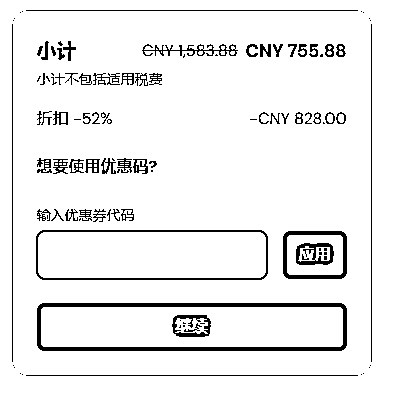 小计 CNY 1,583.88 CNY 755.88
小计不包括适用税费
折扣 -52% -CNY 828.00
想要使用优惠码?
输入优惠券代码
应用
继续